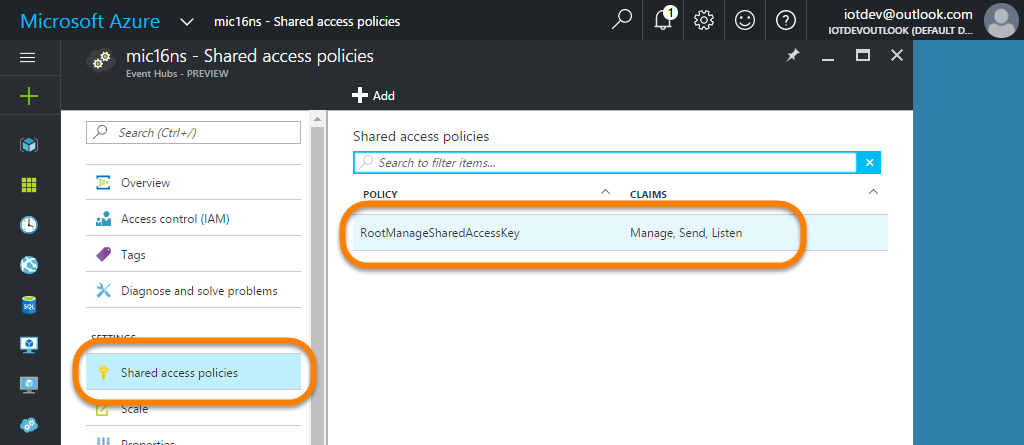 Microsoft Azure
mic16ns - Shared access policies
1
iotdev@outlook.com
IOTDEVOUTLOOK (DEFAULT D...
mic16ns - Shared access policies
Event Hubs - PREVIEW
Add
Search (Ctrl+/)
Overview
Access control (IAM)
Tags
Diagnose and solve problems
SETTINGS
Shared access policies
Scale
Properties
Shared access policies
Search to filter items...
POLICY
CLAIMS
RootManageSharedAccessKey
Manage, Send, Listen
SQL